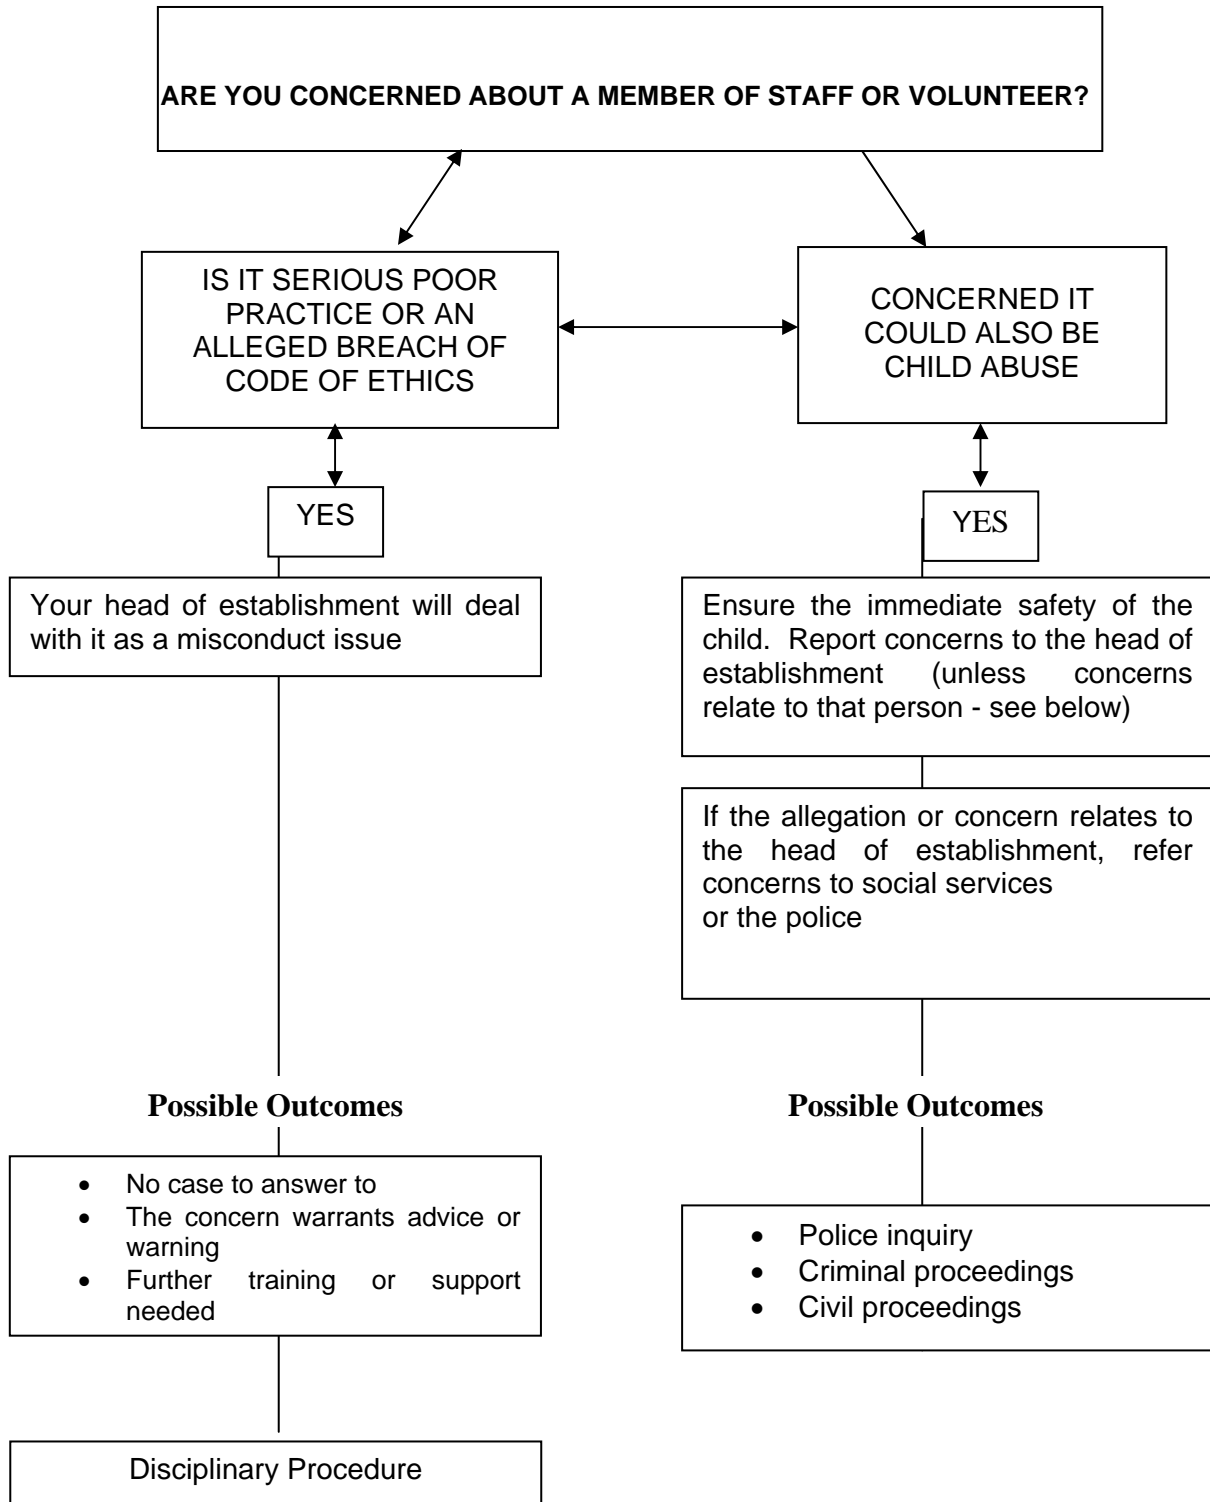 ARE YOU CONCERNED ABOUT A MEMBER OF STAFF OR VOLUNTEER?
IS IT SERIOUS POOR
PRACTICE OR AN
ALLEGED BREACH OF
CODE OF ETHICS
CONCERNED IT
COULD ALSO BE
CHILD ABUSE
YES
YES
Your head of establishment will deal
with it as a misconduct issue
Ensure the immediate safety of the
child. Report concerns to the head of
establishment (unless concerns
relate to that person - see below)
If the allegation or concern relates to
the head of establishment, refer
concerns to social services
or the police
Possible Outcomes
Possible Outcomes
• No case to answer to
• The concern warrants advice or
warning
• Further training or support
needed
• Police inquiry
• Criminal proceedings
• Civil proceedings
Disciplinary Procedure